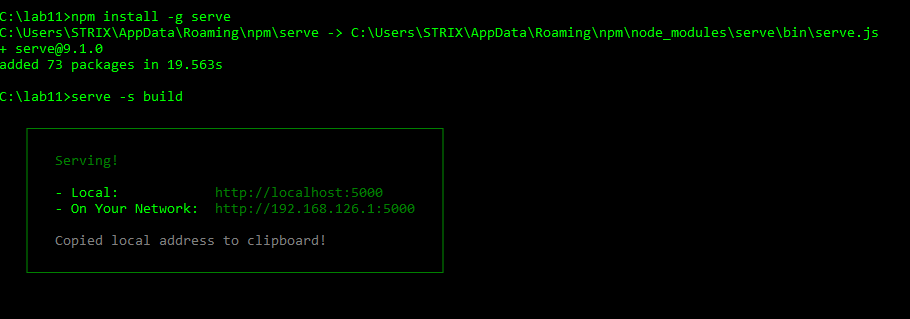 C:\lab11>npm install -g serve
C:\Users\STRIX\AppData\Roaming\npm\serve -> C:\Users\STRIX\AppData\Roaming\npm\node_modules\serve\bin\serve.js
+ serve@9.1.0
added 73 packages in 19.563s
C:\lab11>serve -s build
Serving!
- Local: http://localhost:5000
- On Your Network: http://192.168.126.1:5000
Copied local address to clipboard!